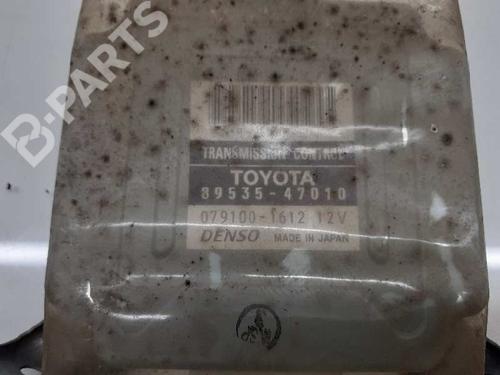 B-PARTS
TRANSMISSION CONTROL
TOYOTA
89535-47010
079100-1612 12V
DENSO MADE IN JAPAN